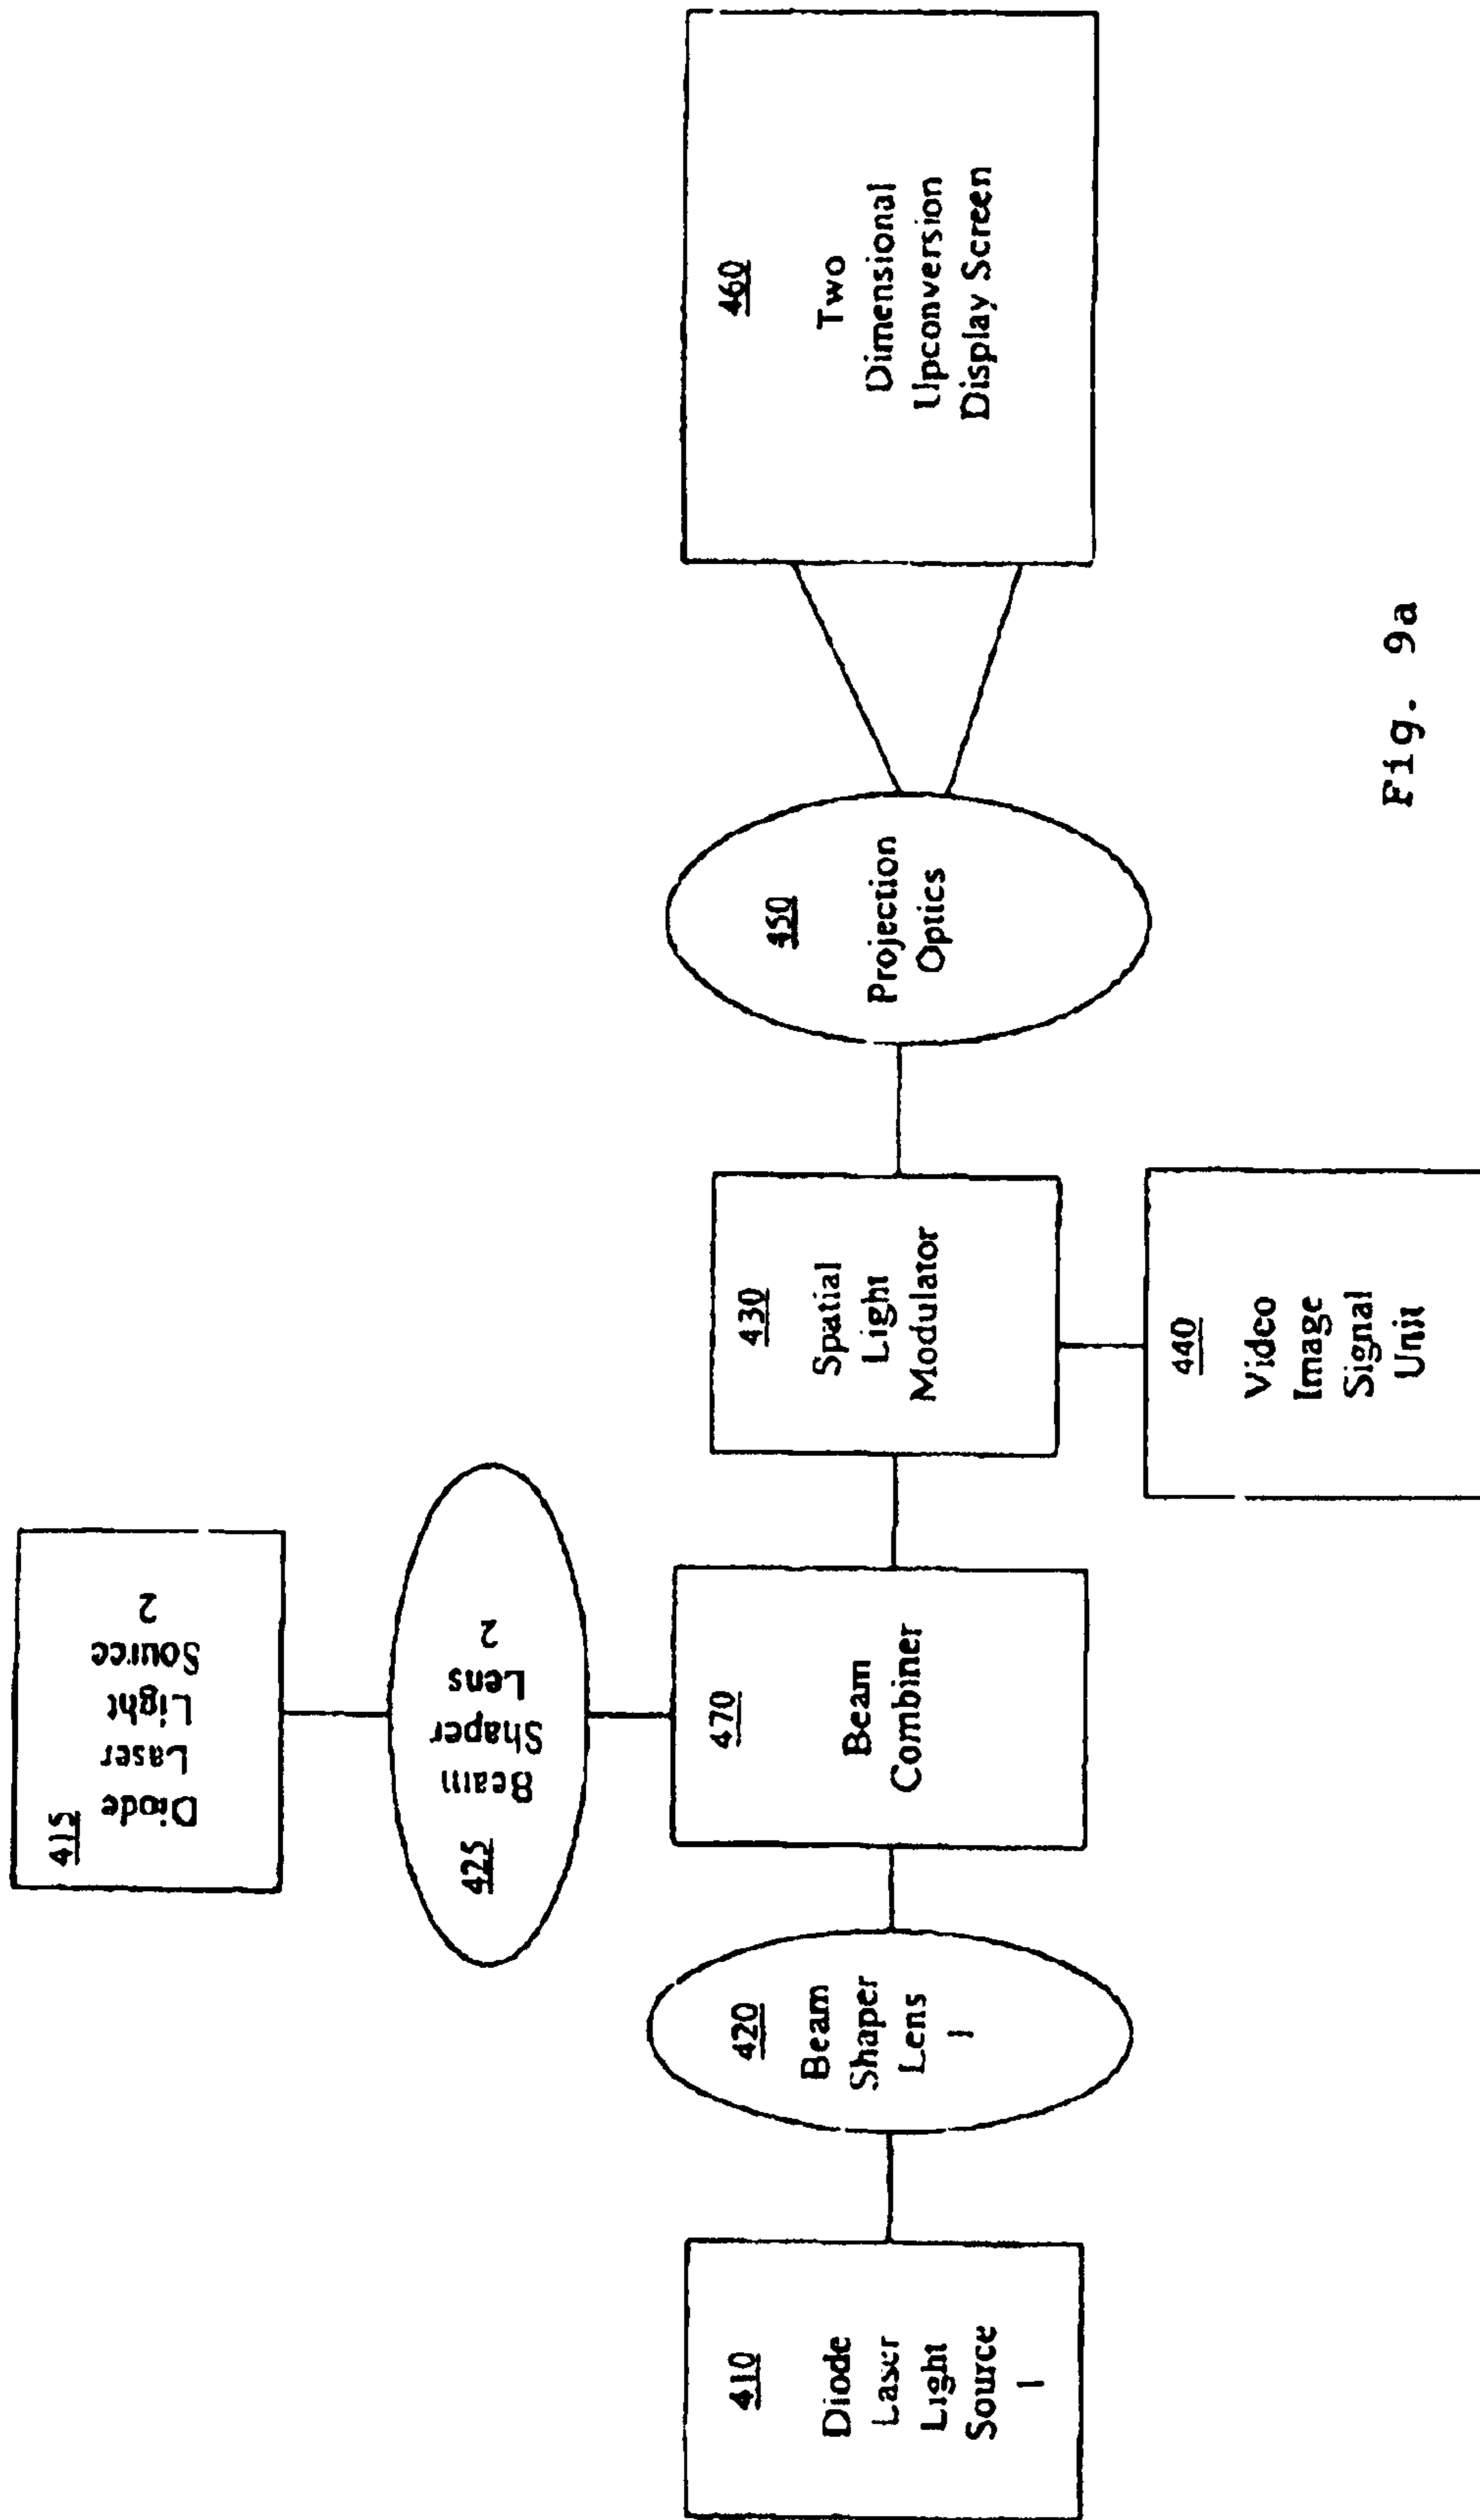 415
Diode
Laser
Light
Source
2
425
Beam
Shaper
Lens
2
410
Diode
Laser
Light
Source
1
420
Beam
Shaper
Lens
1
470
Beam
Combiner
430
Spatial
Light
Modulator
440
Video
Image
Signal
Unit
450
Projection
Optics
460
Two
Dimensional
Upconversion
Display Screen
Fig. 9a